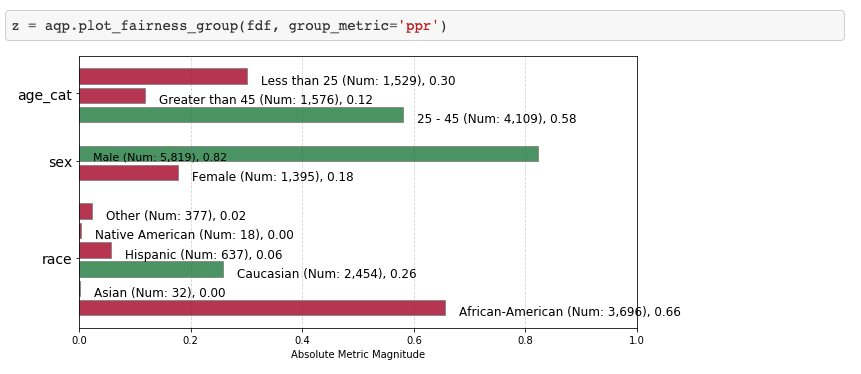 z = aqp.plot_fairness_group(fdf, group_metric='ppr')
Less than 25 (Num: 1,529), 0.30
age_cat
Greater than 45 (Num: 1,576), 0.12
25 - 45 (Num: 4,109), 0.58
Male (Num: 5,819), 0.82
sex
Female (Num: 1,395), 0.18
Other (Num: 377), 0.02
Native American (Num: 18), 0.00
Hispanic (Num: 637), 0.06
race
Caucasian (Num: 2,454), 0.26
Asian (Num: 32), 0.00
African-American (Num: 3,696), 0.66
0.0 0.2 0.4 0.6 0.8 1.0
Absolute Metric Magnitude